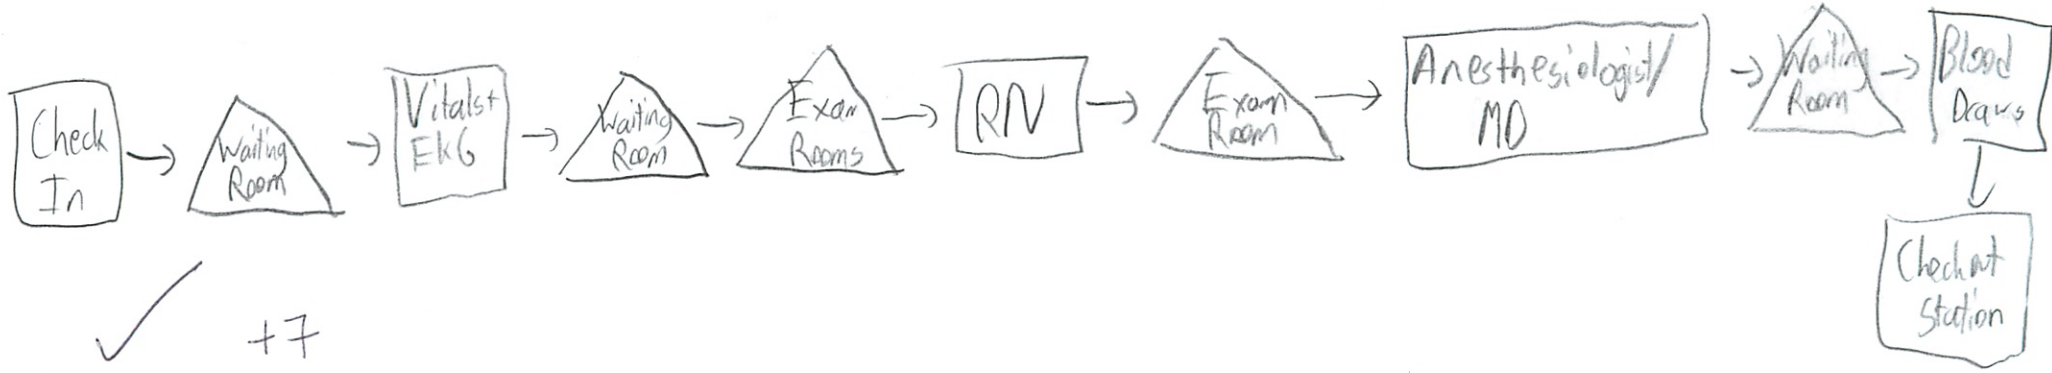 Check
In
Waiting
Room
Vitals+
EKG
Waiting
Room
Exam
Rooms
RN
Exam
Room
Anesthesiologist/
MD
Waiting
Room
Blood
Draws
Checkout
Station
+7